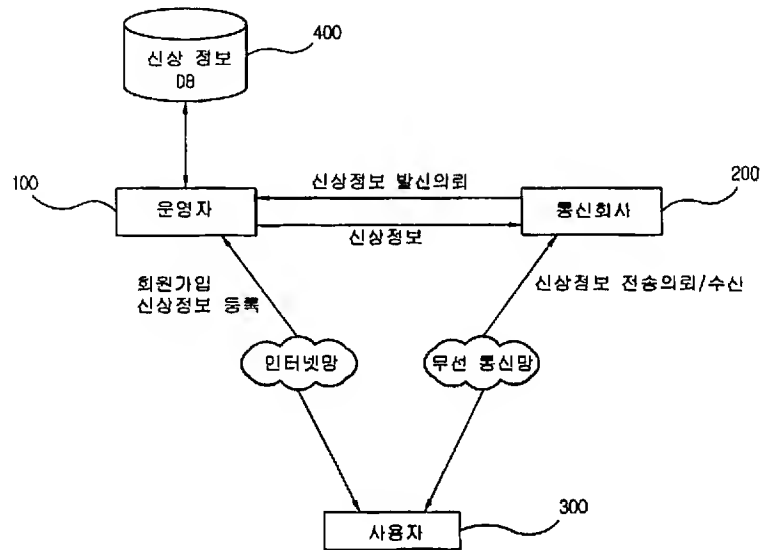 400
신상 정보
DB
100
신상정보 발신의뢰
200
운영자
통신회사
신상정보
회원가입
신상정보 등록
신상정보 전송의뢰/수산
인터넷망
무선 통신망
사용자
300